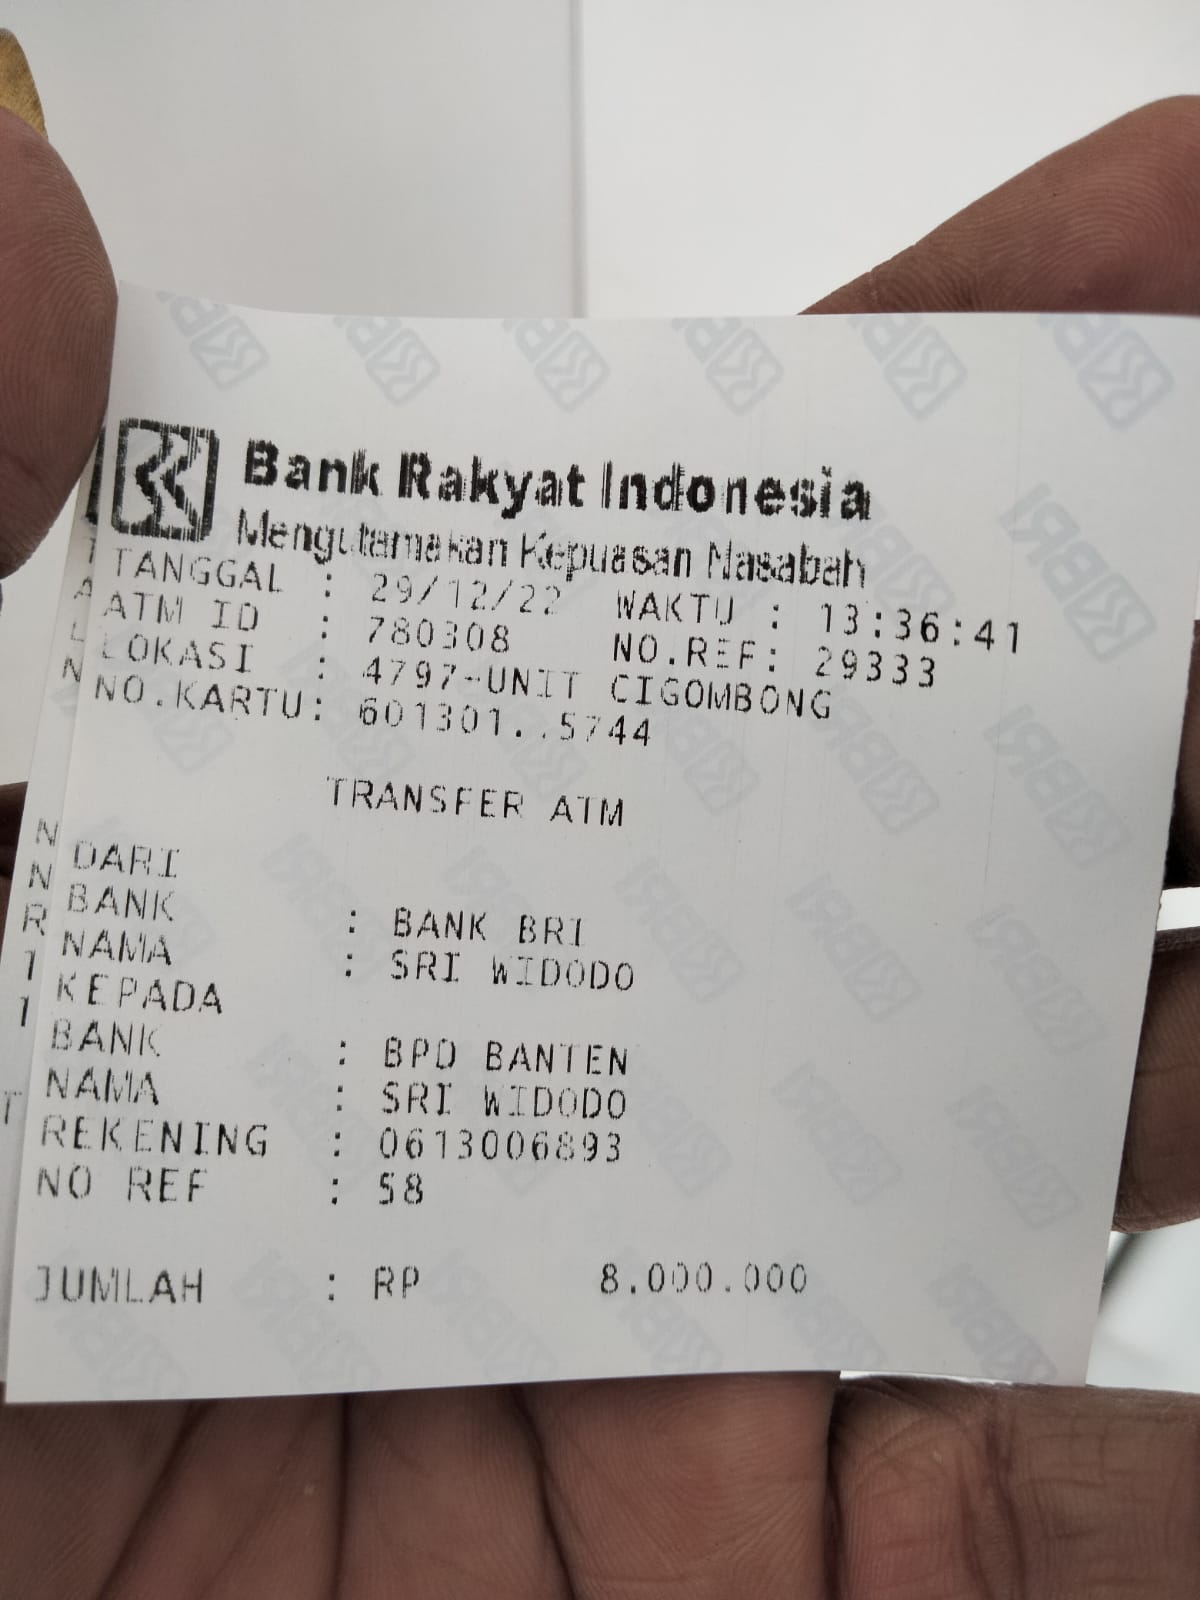 Bank Rakyat Indonesia
Mengutamakan Kepuasan Nasabah
TANGGAL : 29/12/22 WAKTU : 13:36:41
ATM ID : 780308 NO.REF: 29333
LOKASI : 4797-UNIT CIGOMBONG
NO.KARTU: 601301..5744
TRANSFER ATM
DARI
BANK : BANK BRI
NAMA : SRI WIDODO
KEPADA
BANK : BPD BANTEN
NAMA : SRI WIDODO
REKENING : 0613006893
NO REF : 58
JUMLAH : RP 8.000.000